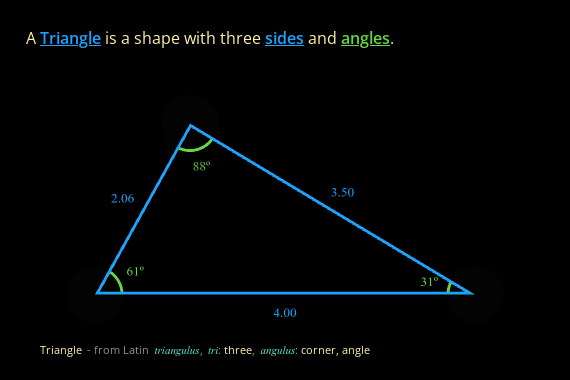 A Triangle is a shape with three sides and angles.
88º
2.06
3.50
61º
31º
4.00
Triangle - from Latin triangulus, tri: three, angulus: corner, angle